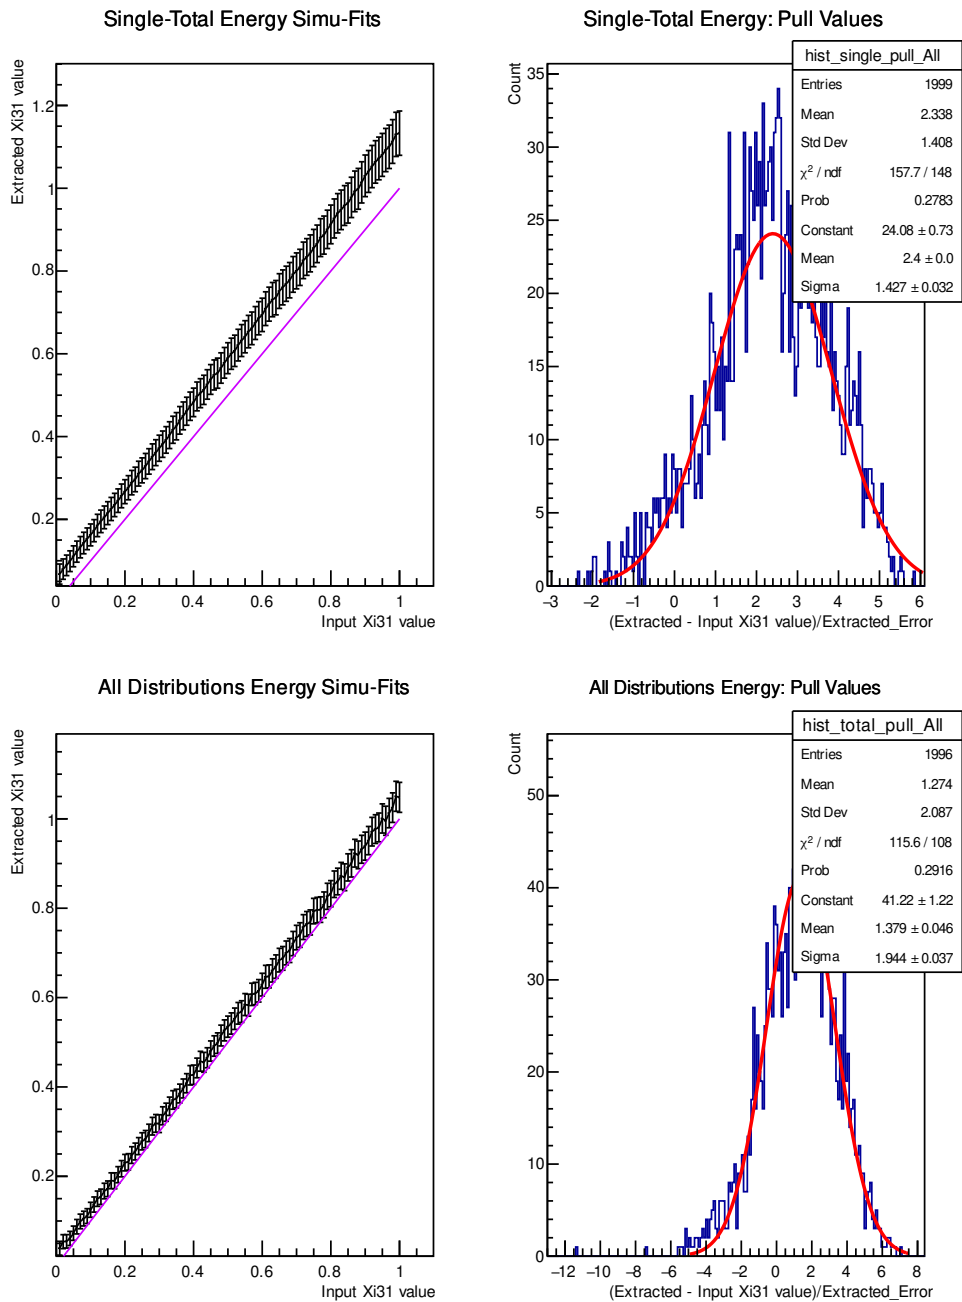 Single-Total Energy Simu-Fits
Extracted Xi31 value
1.2
1
0.8
0.6
0.4
0.2
0 0.2 0.4 0.6 0.8 1
Input Xi31 value
Single-Total Energy: Pull Values
Count
35
30
25
20
15
10
5
0
−3 −2 −1 0 1 2 3 4 5 6
(Extracted - Input Xi31 value)/Extracted_Error
hist_single_pull_All
Entries 1999
Mean 2.338
Std Dev 1.408
χ² / ndf 157.7 / 148
Prob 0.2783
Constant 24.08 ± 0.73
Mean 2.4 ± 0.0
Sigma 1.427 ± 0.032
All Distributions Energy Simu-Fits
Extracted Xi31 value
1
0.8
0.6
0.4
0.2
0 0.2 0.4 0.6 0.8 1
Input Xi31 value
All Distributions Energy: Pull Values
Count
50
40
30
20
10
0
−12 −10 −8 −6 −4 −2 0 2 4 6 8
(Extracted - Input Xi31 value)/Extracted_Error
hist_total_pull_All
Entries 1996
Mean 1.274
Std Dev 2.087
χ² / ndf 115.6 / 108
Prob 0.2916
Constant 41.22 ± 1.22
Mean 1.379 ± 0.046
Sigma 1.944 ± 0.037